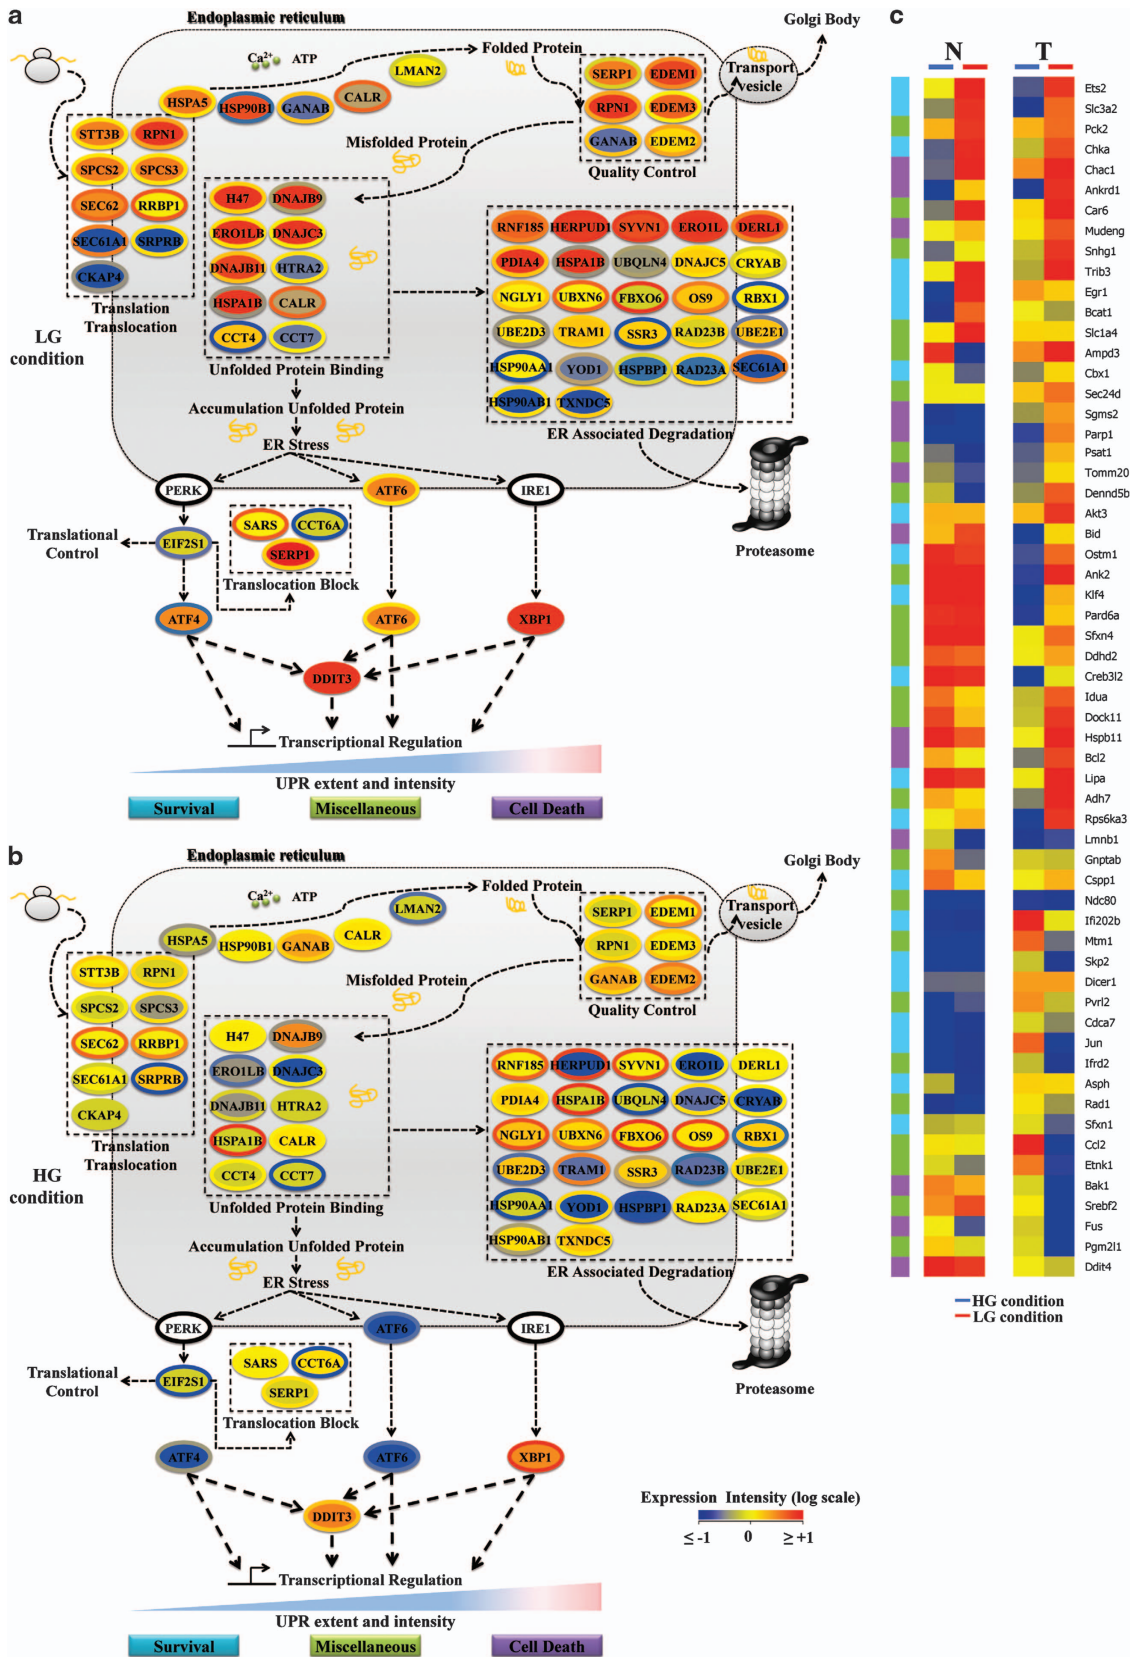 a
Endoplasmic reticulum
Golgi Body
Ca2+ ATP
Folded Protein
Transport
vesicle
LMAN2
HSPA5 HSP90B1 GANAB CALR
SERP1 EDEM1
RPN1 EDEM3
GANAB EDEM2
Quality Control
Misfolded Protein
STT3B RPN1
SPCS2 SPCS3
SEC62 RRBP1
SEC61A1 SRPRB
CKAP4
Translation
Translocation
LG
condition
H47 DNAJB9
ERO1LB DNAJC3
DNAJB11 HTRA2
HSPA1B CALR
CCT4 CCT7
Unfolded Protein Binding
RNF185 HERPUD1 SYVN1 ERO1L DERL1
PDIA4 HSPA1B UBQLN4 DNAJC5 CRYAB
NGLY1 UBXN6 FBXO6 OS9 RBX1
UBE2D3 TRAM1 SSR3 RAD23B UBE2E1
HSP90AA1 YOD1 HSPBP1 RAD23A SEC61A1
HSP90AB1 TXNDC5
ER Associated Degradation
Accumulation Unfolded Protein
ER Stress
PERK ATF6 IRE1
Proteasome
Translational
Control
EIF2S1
SARS CCT6A
SERP1
Translocation Block
ATF4 ATF6 XBP1
DDIT3
Transcriptional Regulation
UPR extent and intensity
Survival Miscellaneous Cell Death
b
Endoplasmic reticulum
Golgi Body
Ca2+ ATP
Folded Protein
Transport
vesicle
LMAN2
HSPA5 HSP90B1 GANAB CALR
SERP1 EDEM1
RPN1 EDEM3
GANAB EDEM2
Quality Control
Misfolded Protein
STT3B RPN1
SPCS2 SPCS3
SEC62 RRBP1
SEC61A1 SRPRB
CKAP4
Translation
Translocation
HG
condition
H47 DNAJB9
ERO1LB DNAJC3
DNAJB11 HTRA2
HSPA1B CALR
CCT4 CCT7
Unfolded Protein Binding
RNF185 HERPUD1 SYVN1 ERO1L DERL1
PDIA4 HSPA1B UBQLN4 DNAJC5 CRYAB
NGLY1 UBXN6 FBXO6 OS9 RBX1
UBE2D3 TRAM1 SSR3 RAD23B UBE2E1
HSP90AA1 YOD1 HSPBP1 RAD23A SEC61A1
HSP90AB1 TXNDC5
ER Associated Degradation
Accumulation Unfolded Protein
ER Stress
PERK ATF6 IRE1
Proteasome
Translational
Control
EIF2S1
SARS CCT6A
SERP1
Translocation Block
ATF4 ATF6 XBP1
DDIT3
Transcriptional Regulation
UPR extent and intensity
Survival Miscellaneous Cell Death
Expression Intensity (log scale)
≤ -1 0 ≥ +1
c
N T
Ets2
Slc3a2
Pck2
Chka
Chac1
Ankrd1
Car6
Mudeng
Snhg1
Trib3
Egr1
Bcat1
Slc1a4
Ampd3
Cbx1
Sec24d
Sgms2
Parp1
Psat1
Tomm20
Dennd5b
Akt3
Bid
Ostm1
Ank2
Klf4
Pard6a
Sfxn4
Ddhd2
Creb3l2
Idua
Dock11
Hspb11
Bcl2
Lipa
Adh7
Rps6ka3
Lmnb1
Gnptab
Cspp1
Ndc80
Ifi202b
Mtm1
Skp2
Dicer1
Pvrl2
Cdca7
Jun
Ifrd2
Asph
Rad1
Sfxn1
Ccl2
Etnk1
Bak1
Srebf2
Fus
Pgm2l1
Ddit4
HG condition
LG condition